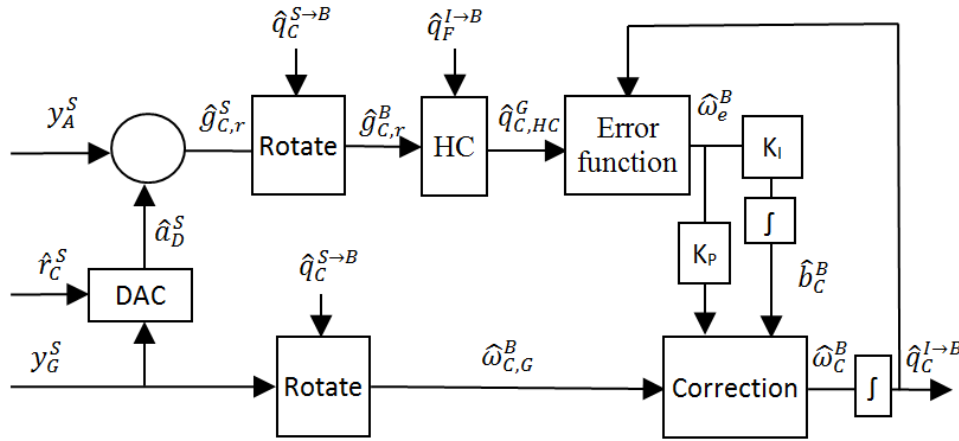 q̂_C^{S→B}
q̂_F^{I→B}
y_A^S
ĝ_{C,r}^S
Rotate
ĝ_{C,r}^B
HC
q̂_{C,HC}^G
Error
function
ω̂_e^B
K_I
∫
K_P
b̂_C^B
â_D^S
r̂_C^S
DAC
q̂_C^{S→B}
y_G^S
Rotate
ω̂_{C,G}^B
Correction
ω̂_C^B
∫
q̂_C^{I→B}